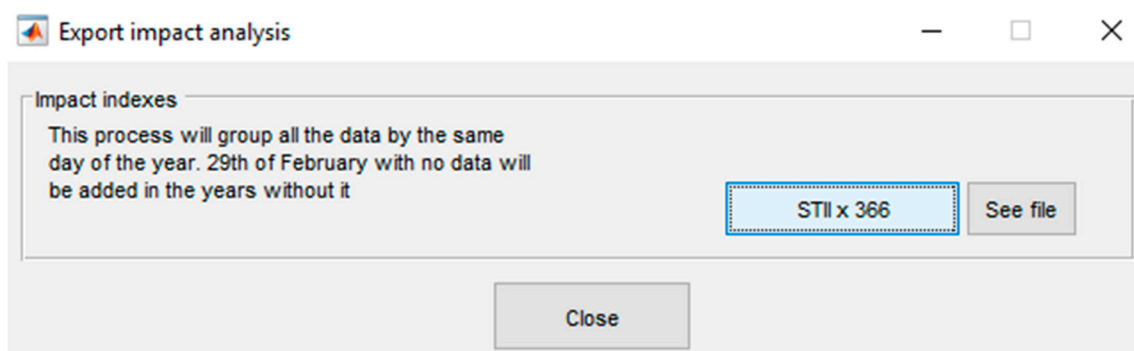 Export impact analysis
Impact indexes
This process will group all the data by the same
day of the year. 29th of February with no data will
be added in the years without it
STII x 366
See file
Close